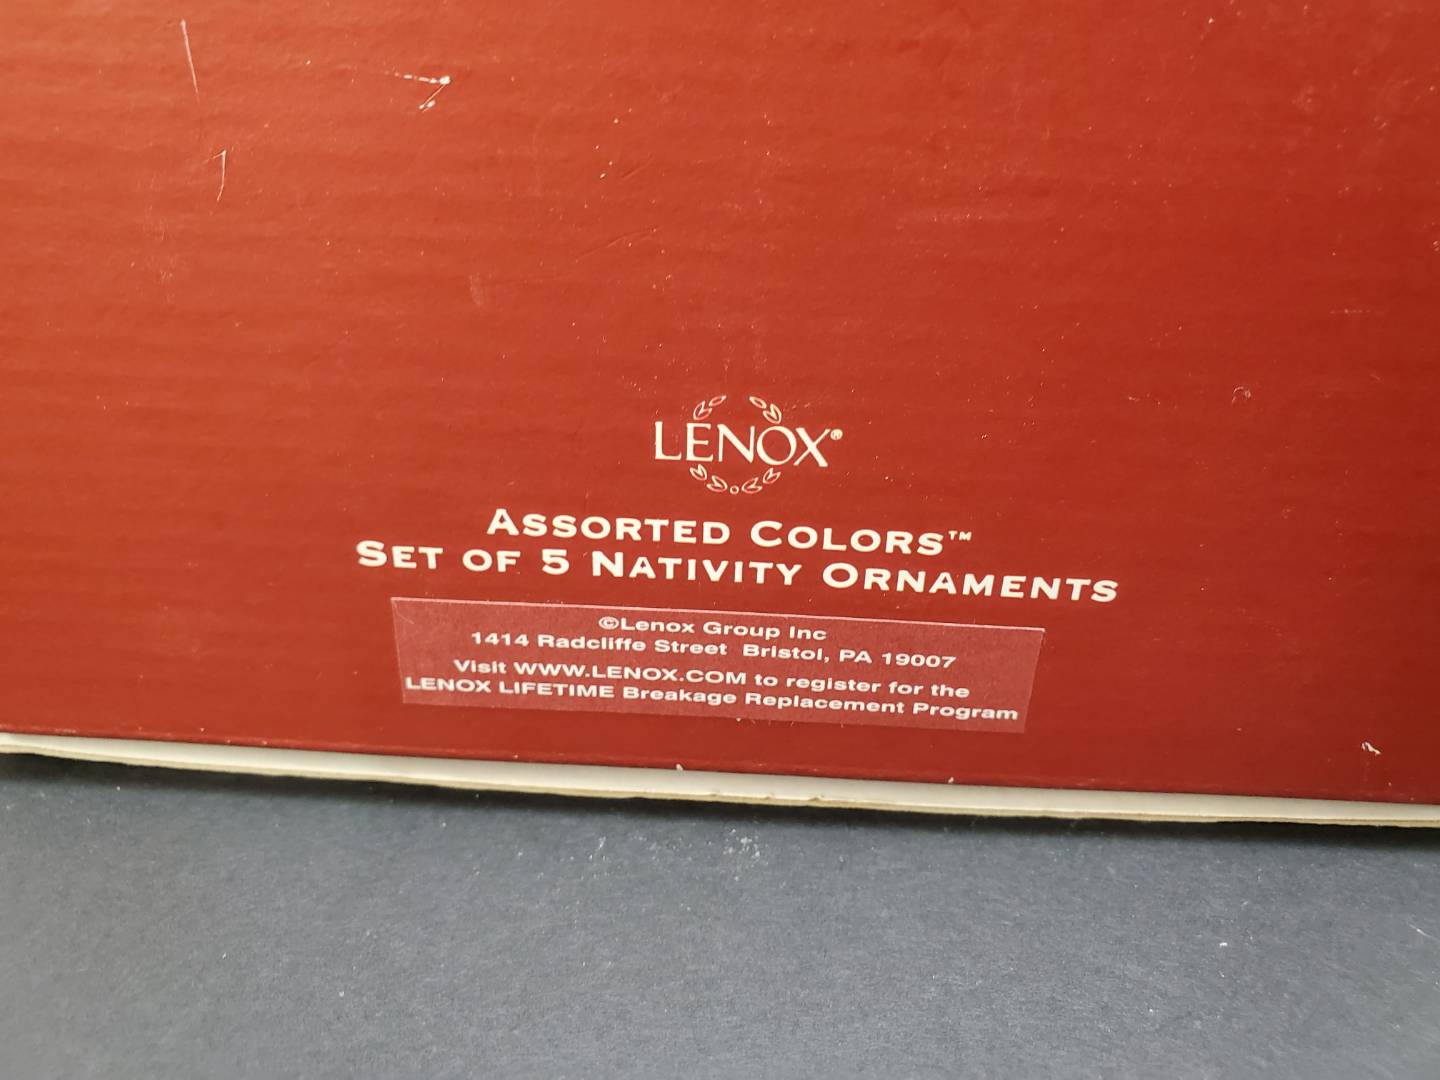 LENOX®
ASSORTED COLORS™
SET OF 5 NATIVITY ORNAMENTS
©Lenox Group Inc
1414 Radcliffe Street Bristol, PA 19007
Visit WWW.LENOX.COM to register for the
LENOX LIFETIME Breakage Replacement Program